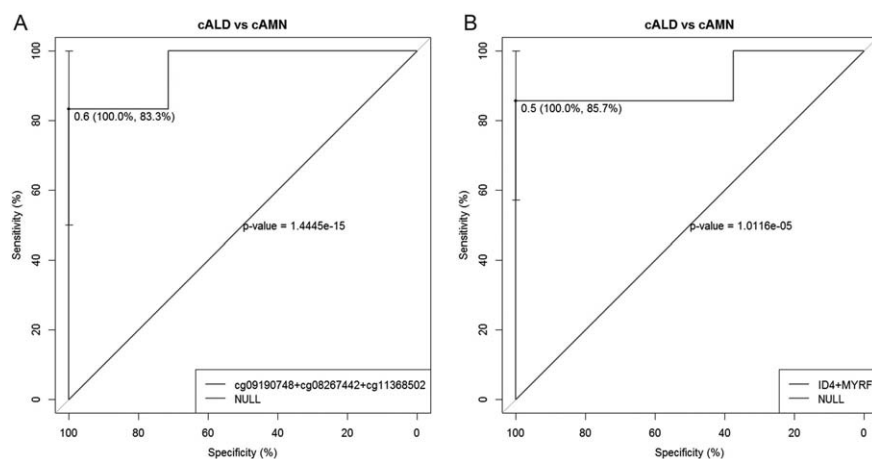 A
cALD vs cAMN
100
80
60
40
20
0
Sensitivity (%)
0.6 (100.0%, 83.3%)
p-value = 1.4445e-15
cg09190748+cg08267442+cg11368502
NULL
100
80
60
40
20
0
Specificity (%)
B
cALD vs cAMN
100
80
60
40
20
0
Sensitivity (%)
0.5 (100.0%, 85.7%)
p-value = 1.0116e-05
ID4+MYRF
NULL
100
80
60
40
20
0
Specificity (%)